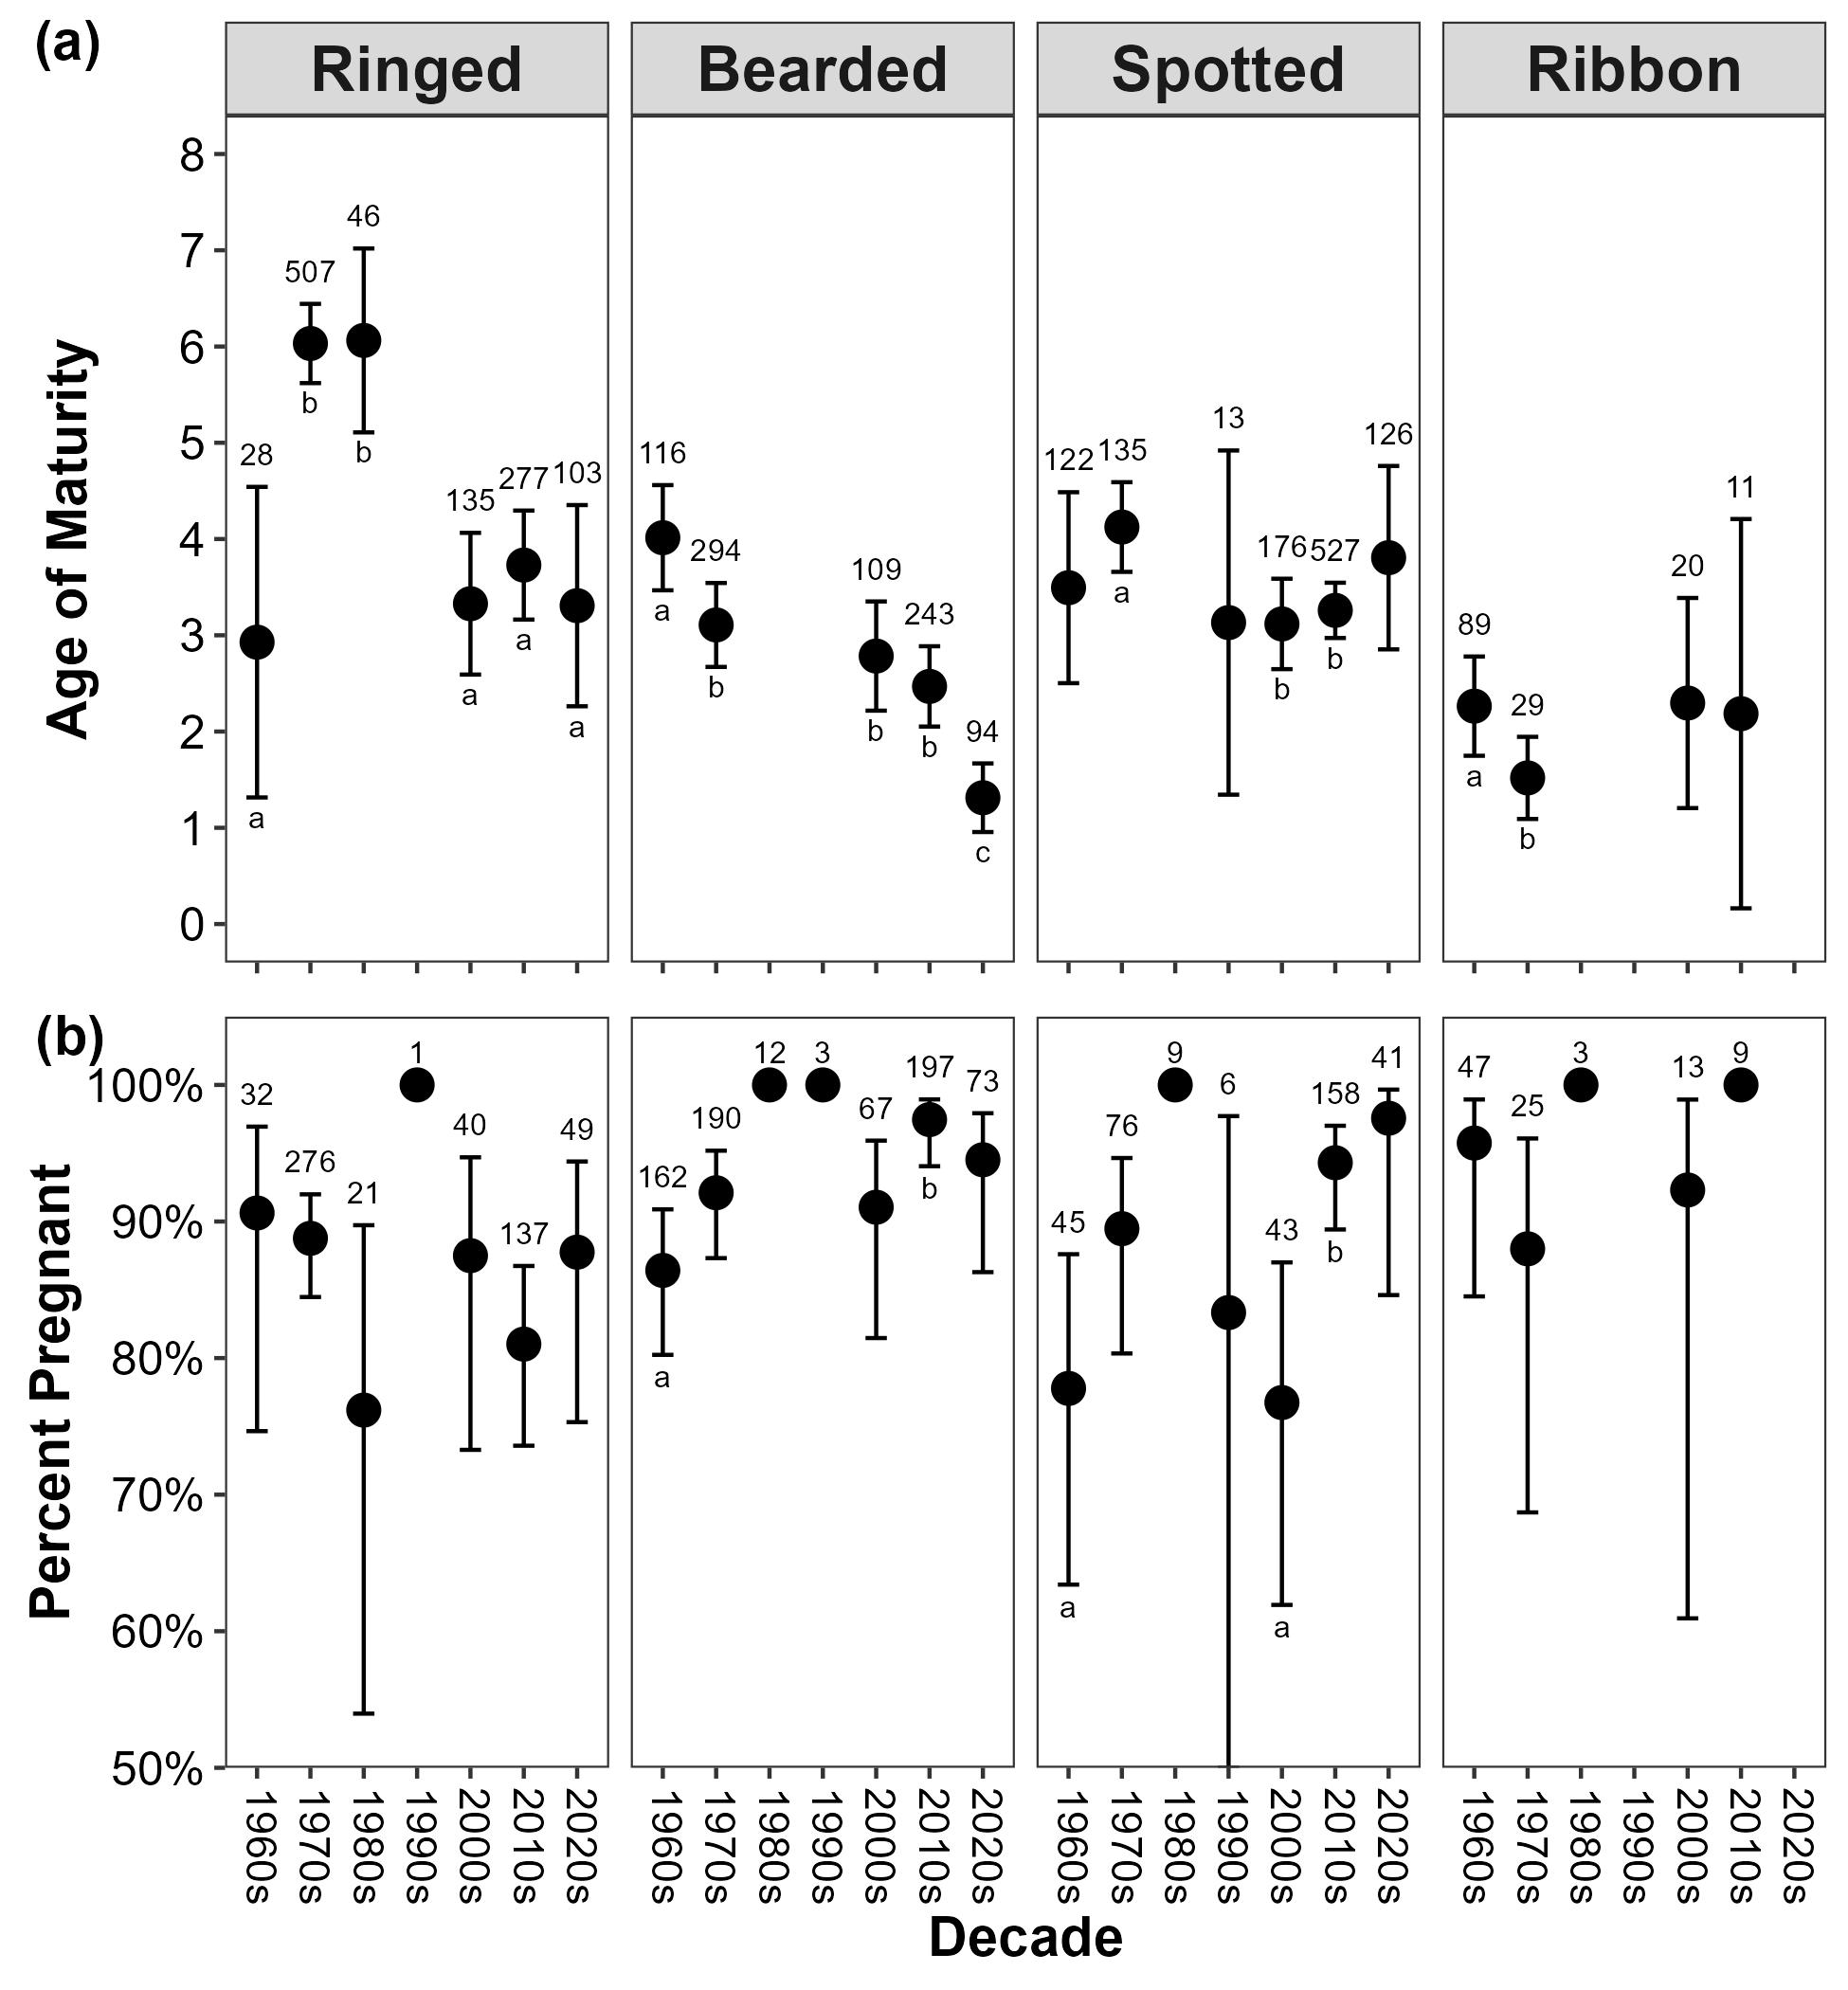 (a)
Ringed Bearded Spotted Ribbon
Age of Maturity
8
7
6
5
4
3
2
1
0
28 507 46 135 277 103
a b b a a a
116 294 109 243 94
a b b b c
122 135 13 176 527 126
a b b
89 29 20 11
a b
(b)
Percent Pregnant
100%
90%
80%
70%
60%
50%
32 276 21 1 40 137 49
162 190 12 3 67 197 73
a b
45 76 9 6 43 158 41
a a b
47 25 3 13 9
1960s 1970s 1980s 1990s 2000s 2010s 2020s
1960s 1970s 1980s 1990s 2000s 2010s 2020s
1960s 1970s 1980s 1990s 2000s 2010s 2020s
1960s 1970s 1980s 1990s 2000s 2010s 2020s
Decade